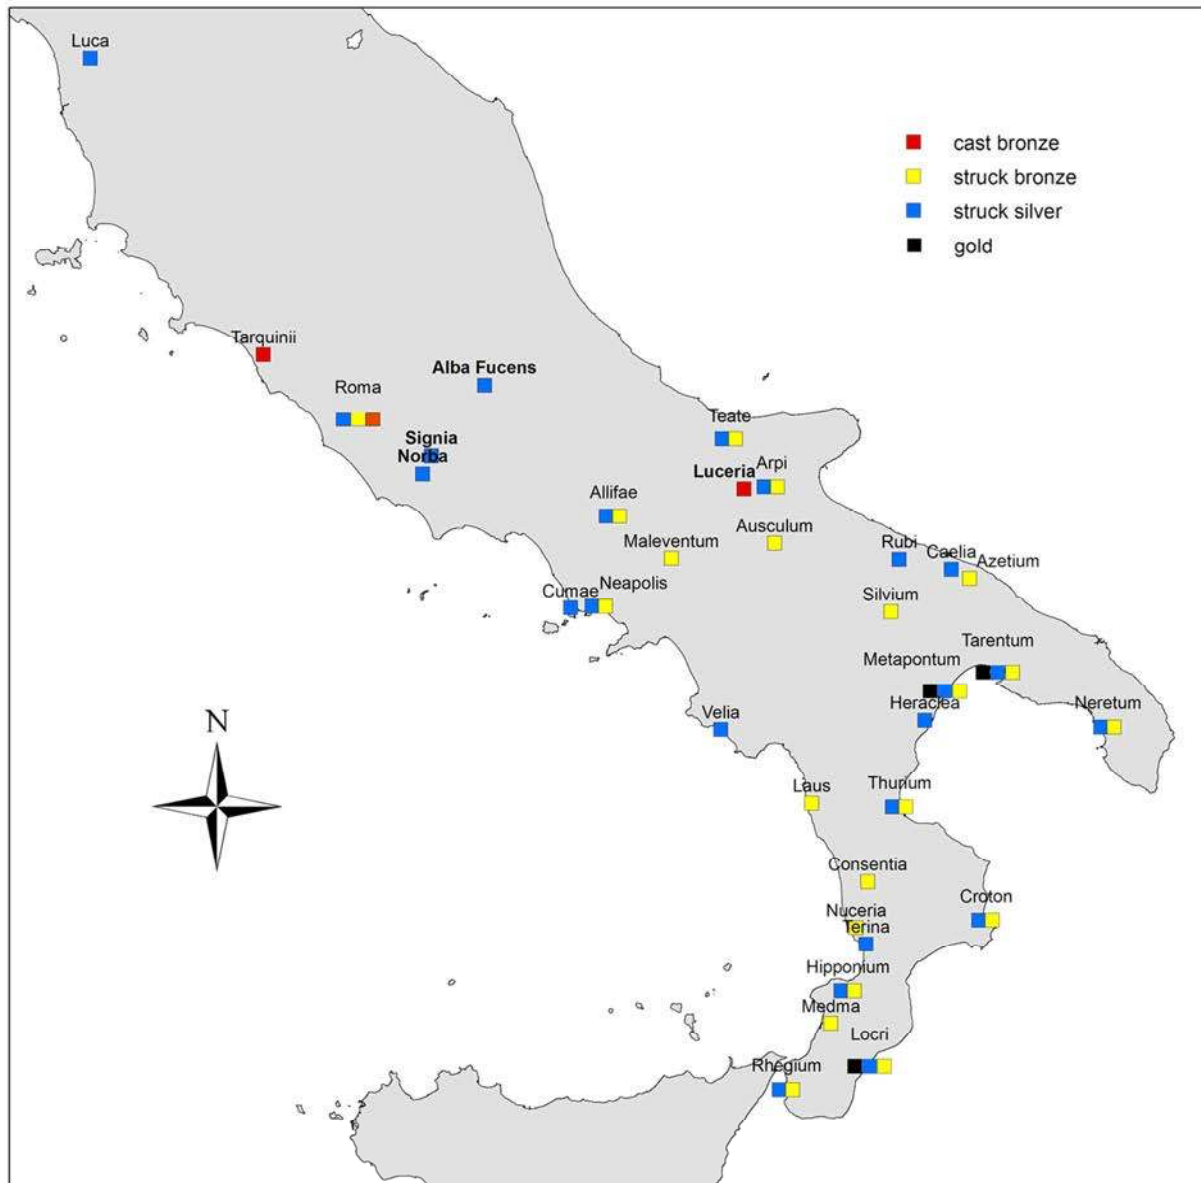 Luca
cast bronze
struck bronze
struck silver
gold
Tarquinii
Alba Fucens
Roma
Teate
Signia
Norba
Luceria
Arpi
Allifae
Ausculum
Maleventum
Rubi
Caelia
Azetium
Cumae
Neapolis
Silvium
Tarentum
Metapontum
Heraclea
Neretum
Velia
N
Laus
Thurium
Consentia
Croton
Nuceria
Terina
Hipponium
Medma
Locri
Rhegium